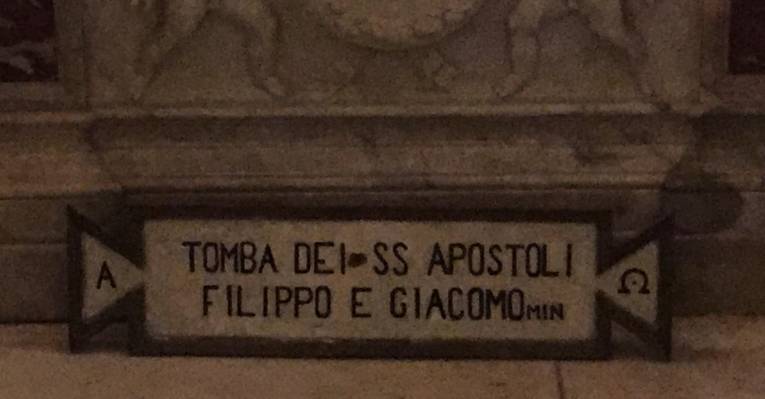 TOMBA DEI SS APOSTOLI
FILIPPO E GIACOMO MIN
A
Ω